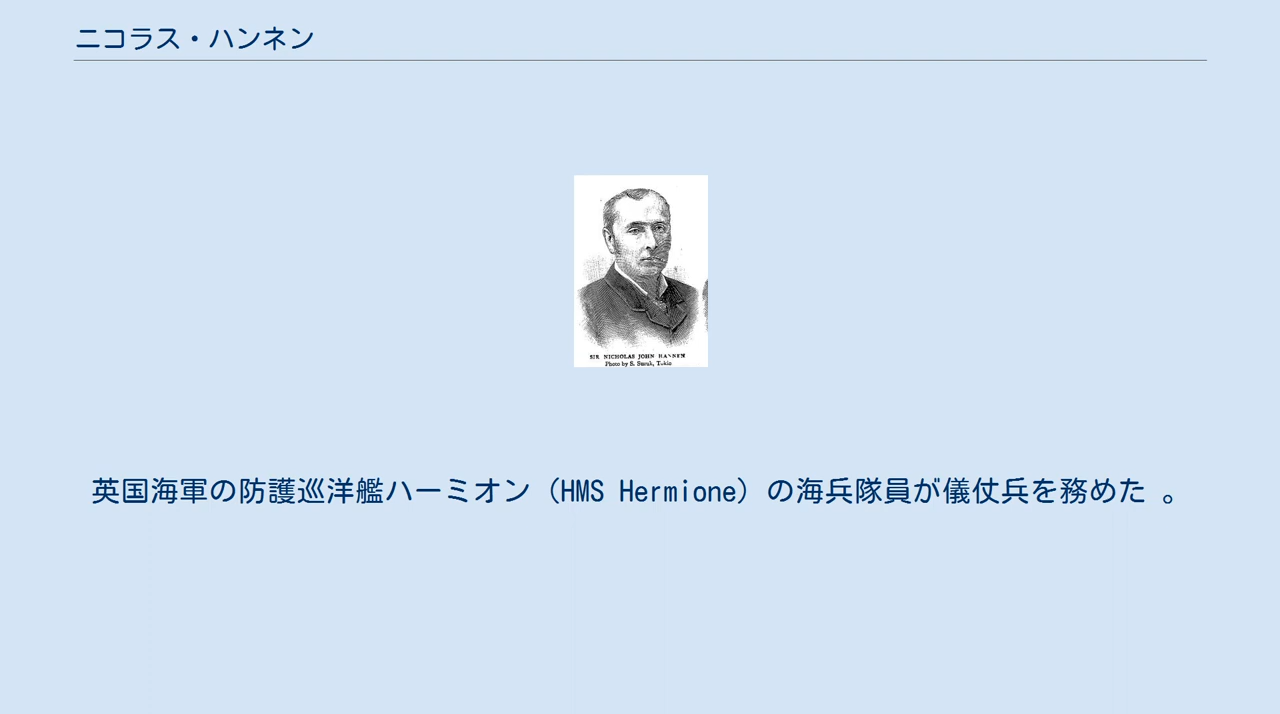 ニコラス・ハンネン
SIR NICHOLAS JOHN HANNEN
Photo by S. Suzuk, Tokio
英国海軍の防護巡洋艦ハーミオン（HMS Hermione）の海兵隊員が儀仗兵を務めた 。